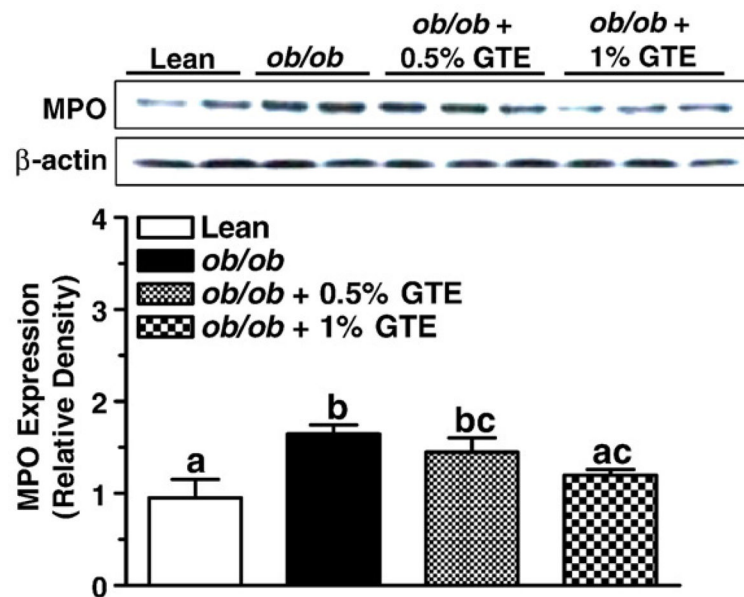 Lean
ob/ob
ob/ob +
0.5% GTE
ob/ob +
1% GTE
MPO
β-actin
MPO Expression
(Relative Density)
4
3
2
1
0
Lean
ob/ob
ob/ob + 0.5% GTE
ob/ob + 1% GTE
a
b
bc
ac